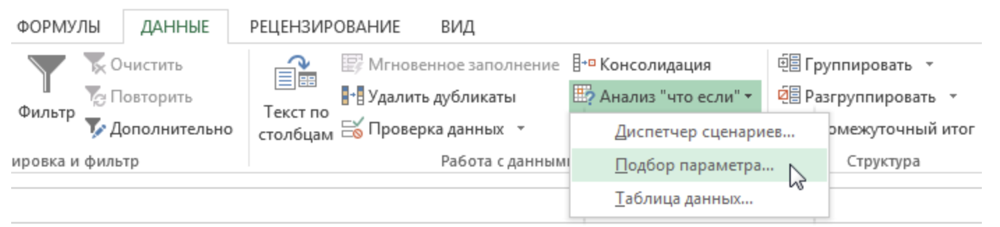 ФОРМУЛЫ ДАННЫЕ РЕЦЕНЗИРОВАНИЕ ВИД
Очистить
Повторить
Дополнительно
Фильтр
Текст по
столбцам
Мгновенное заполнение
Удалить дубликаты
Проверка данных
Консолидация
Анализ "что если"
Диспетчер сценариев...
Подбор параметра...
Таблица данных...
Группировать
Разгруппировать
омежуточный итог
ировка и фильтр
Работа с данным
Структура